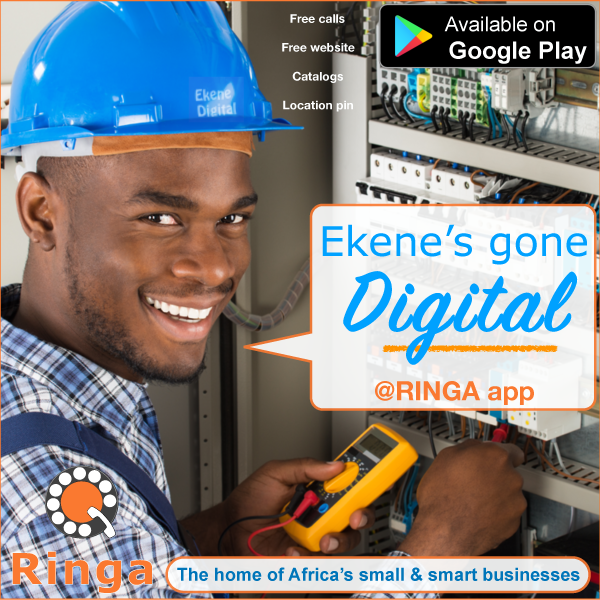 Free calls
Free website
Catalogs
Location pin
Available on
Google Play
Ekene
Digital
Ekene's gone
Digital
@RINGA app
Ringa
The home of Africa's small & smart businesses